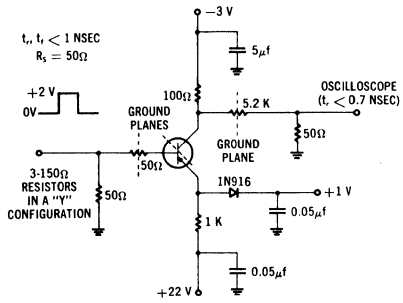 −3 V
tr, tf < 1 NSEC
Rs = 50Ω
5μf
+2 V
0V
100Ω
5.2 K
OSCILLOSCOPE
(tr < 0.7 NSEC)
GROUND
PLANES
50Ω
GROUND
PLANE
50Ω
3-150Ω
RESISTORS
IN A "Y"
CONFIGURATION
50Ω
1N916
+1 V
0.05μf
1 K
0.05μf
+22 V